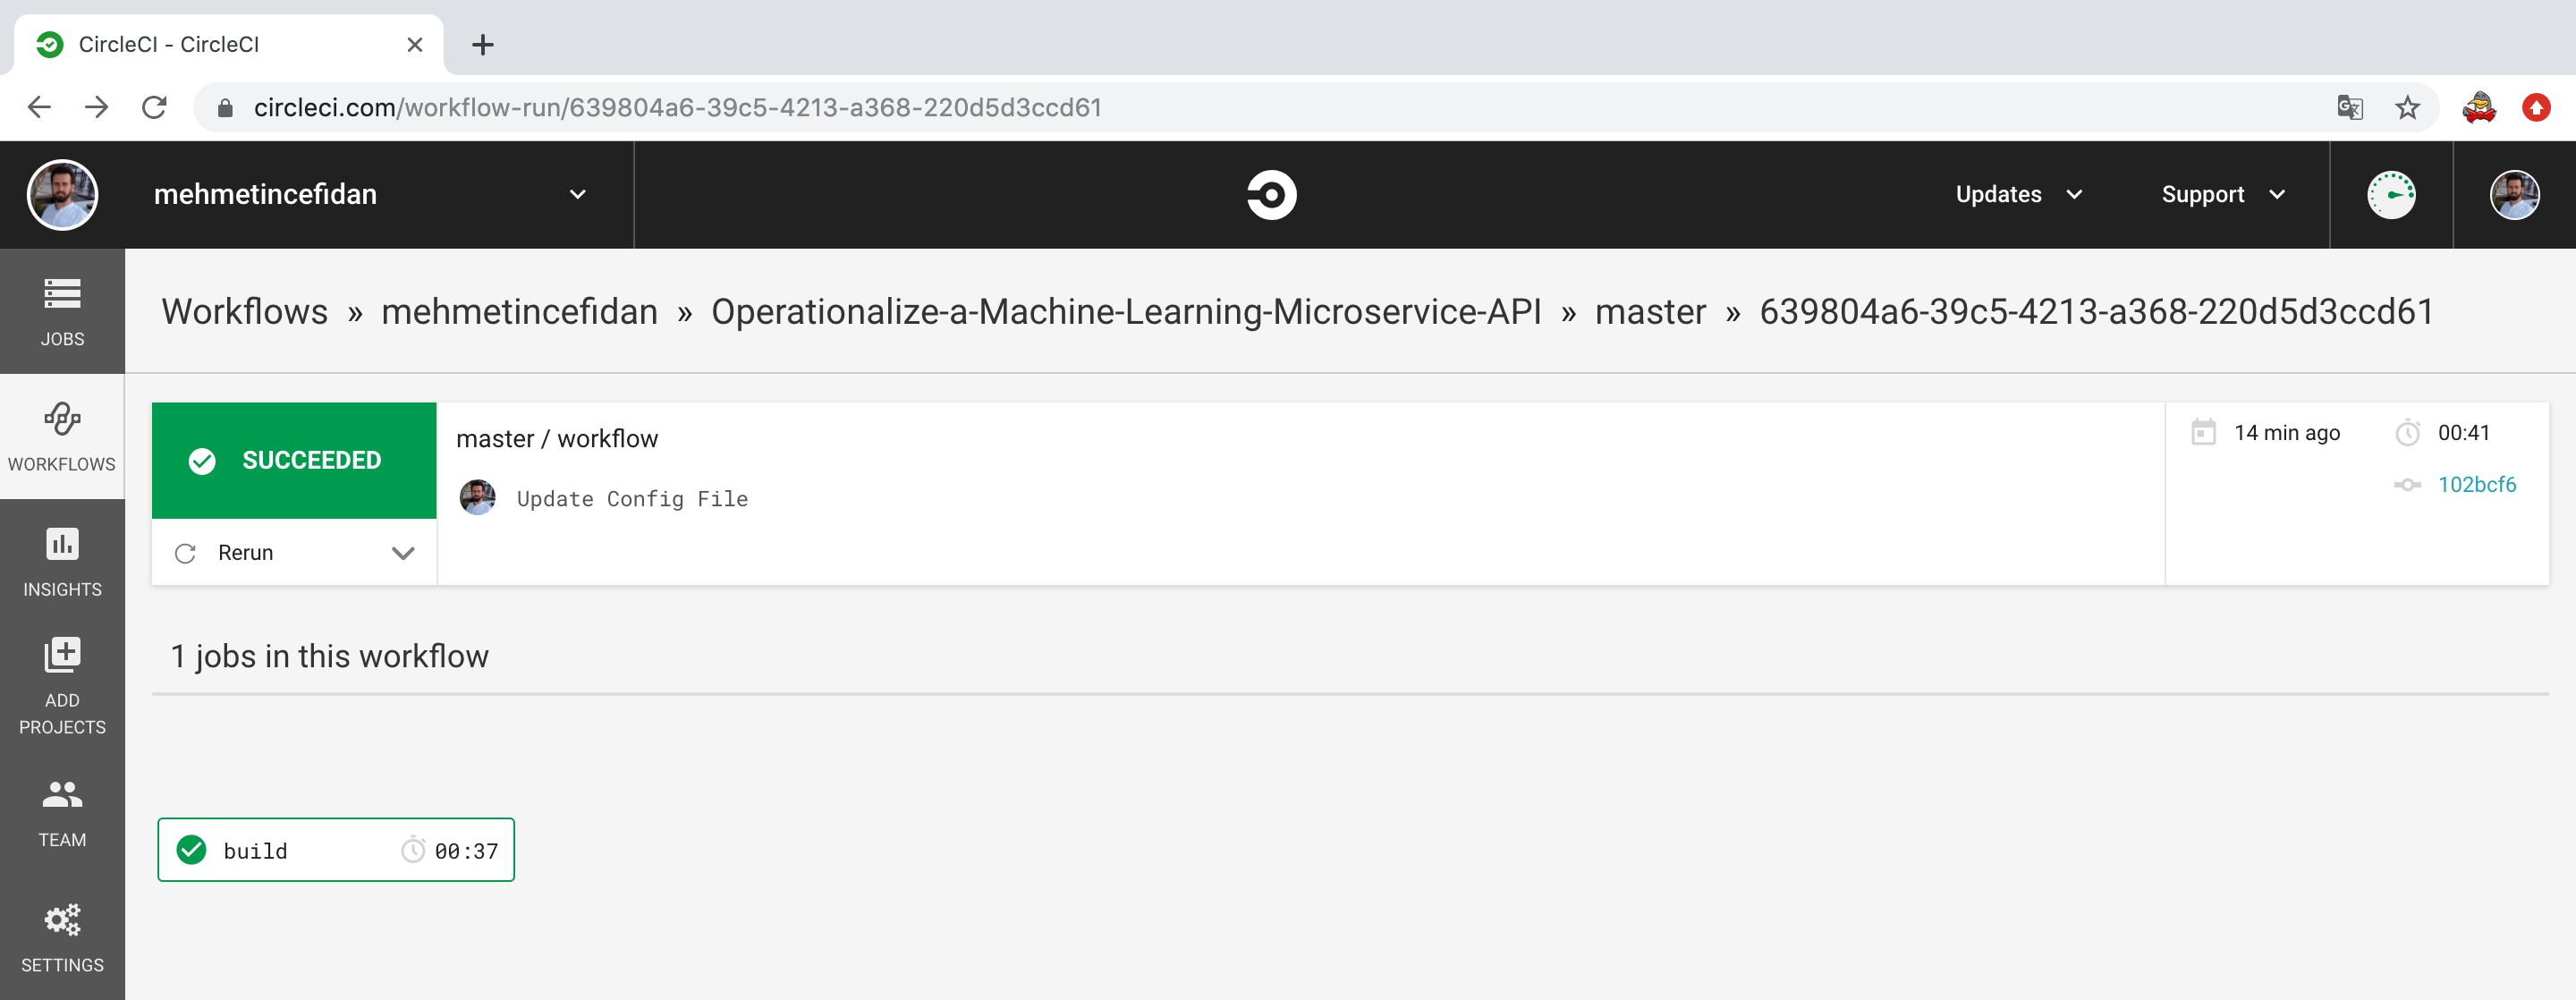 CircleCI - CircleCI
circleci.com/workflow-run/639804a6-39c5-4213-a368-220d5d3ccd61
mehmetincefidan
Updates
Support
JOBS
WORKFLOWS
INSIGHTS
ADD
PROJECTS
TEAM
SETTINGS
Workflows » mehmetincefidan » Operationalize-a-Machine-Learning-Microservice-API » master » 639804a6-39c5-4213-a368-220d5d3ccd61
SUCCEEDED
Rerun
master / workflow
Update Config File
14 min ago
00:41
102bcf6
1 jobs in this workflow
build 00:37